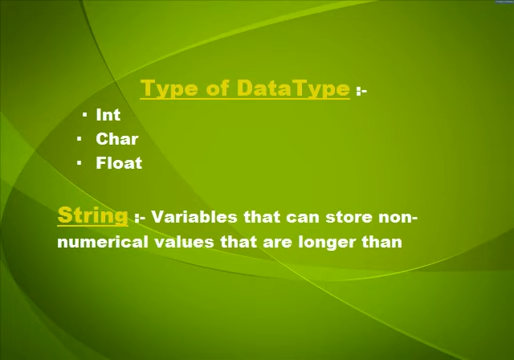 Type of DataType :-
▪ Int
▪ Char
▪ Float
String :- Variables that can store non-
numerical values that are longer than